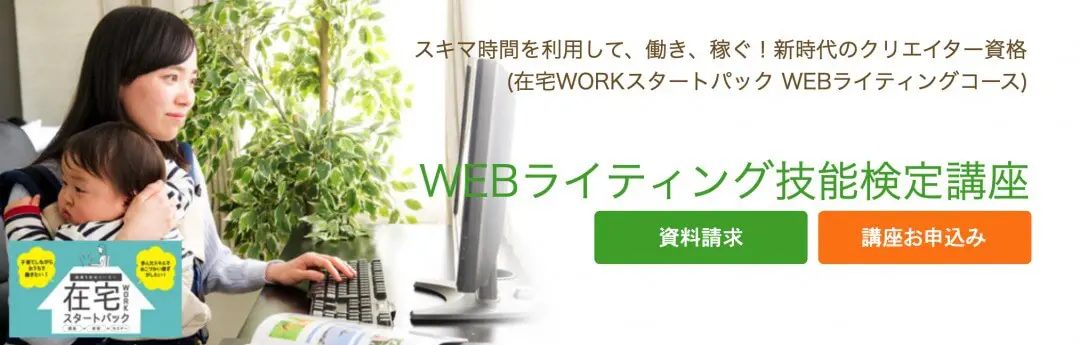 スキマ時間を利用して、働き、稼ぐ！新時代のクリエイター資格
(在宅WORKスタートパック WEBライティングコース)
WEBライティング技能検定講座
資料請求
講座お申込み
在宅
WORK
スタートパック